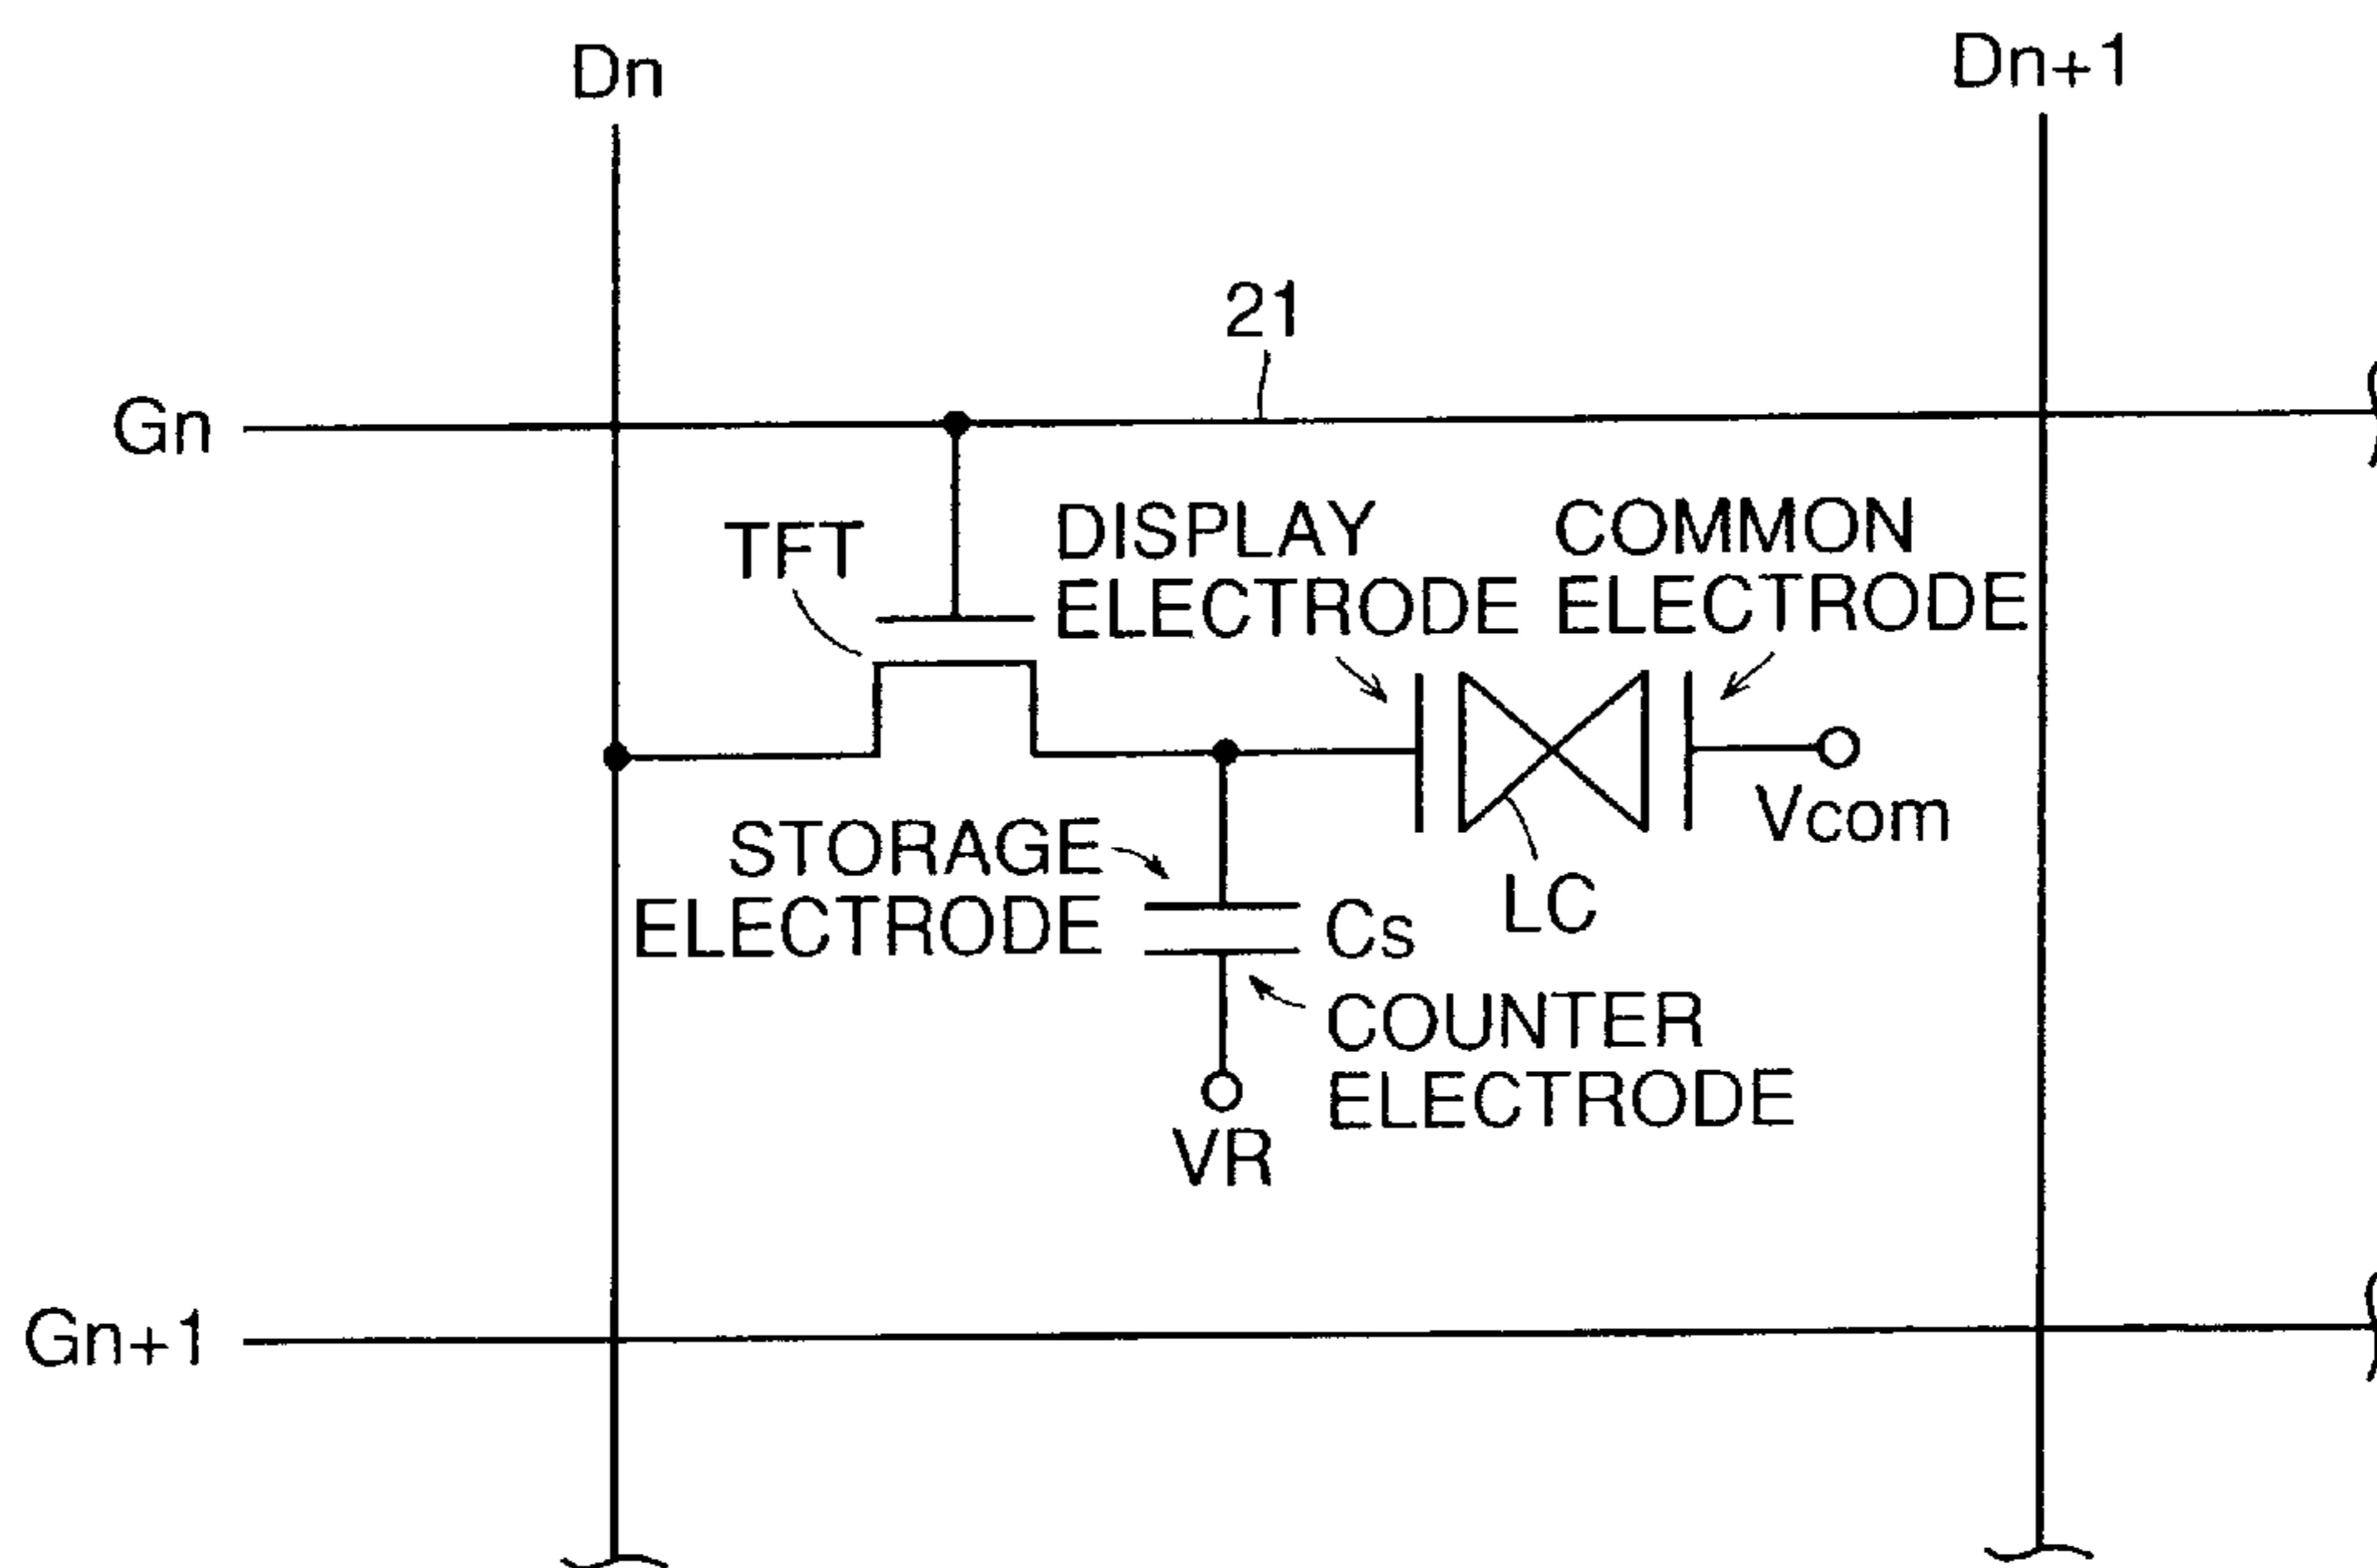 Dn
Dn+1
21
Gn
TFT
DISPLAY
ELECTRODE
COMMON
ELECTRODE
Vcom
STORAGE
ELECTRODE
Cs
LC
COUNTER
ELECTRODE
VR
Gn+1